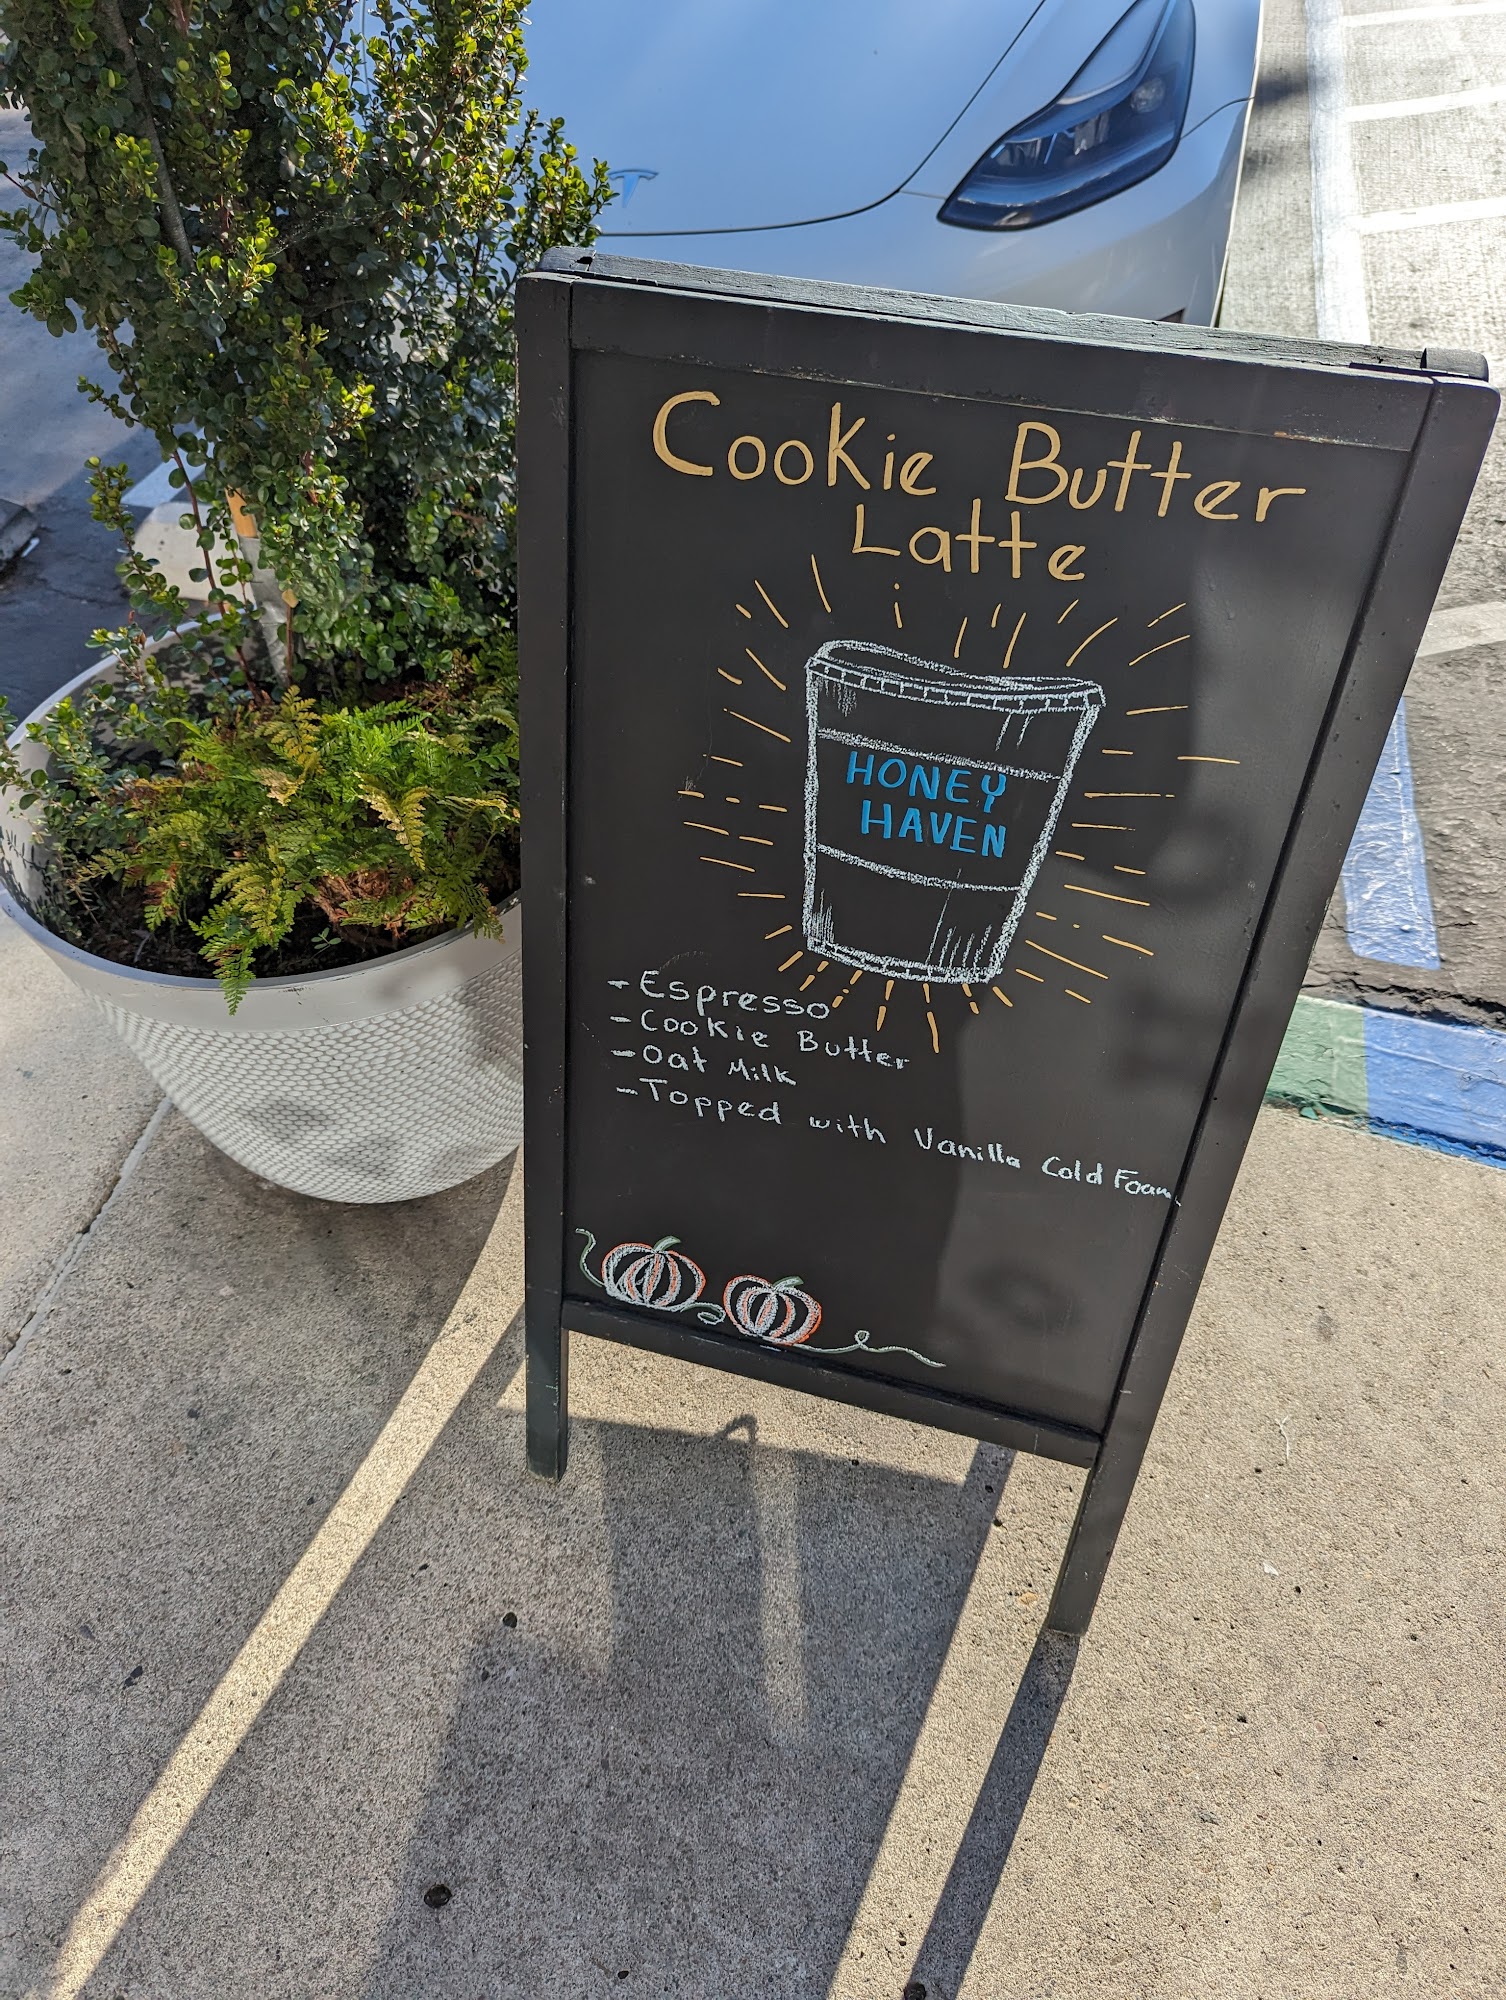 Cookie Butter
Latte
HONEY
HAVEN
- Espresso
- Cookie Butter
- Oat Milk
- Topped with Vanilla Cold Foam